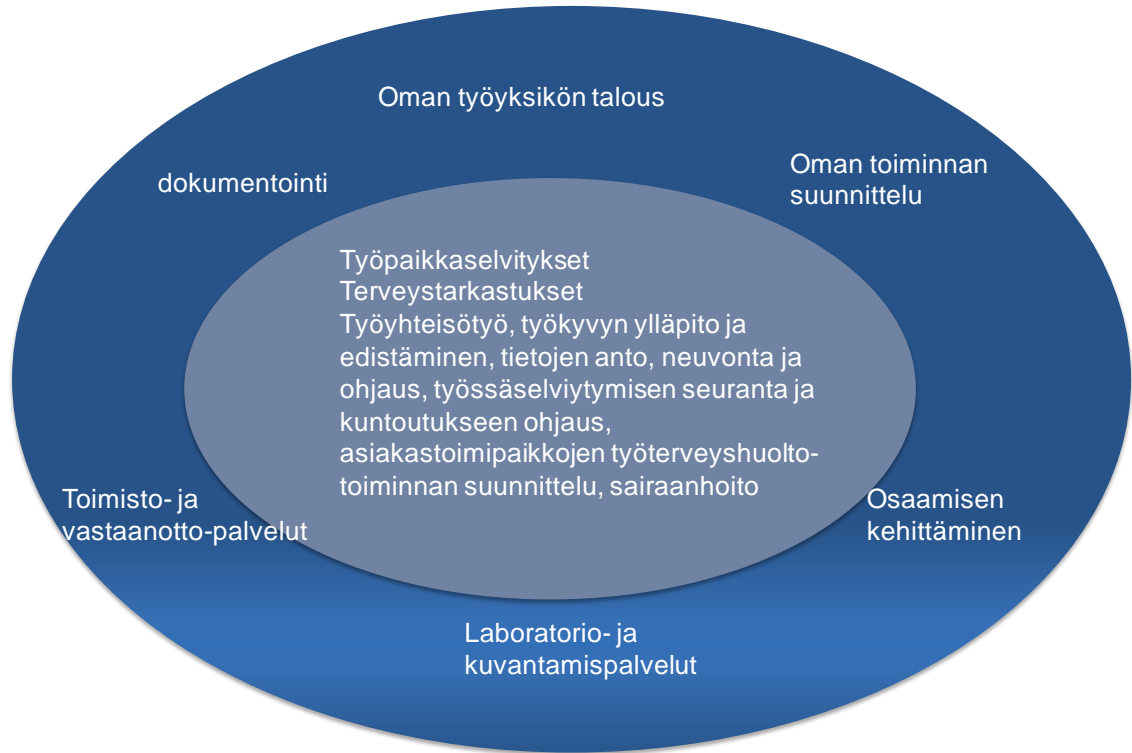 Oman työyksikön talous
dokumentointi
Oman toiminnan
suunnittelu
Työpaikkaselvitykset
Terveystarkastukset
Työyhteisötyö, työkyvyn ylläpito ja
edistäminen, tietojen anto, neuvonta ja
ohjaus, työssäselviytymisen seuranta ja
kuntoutukseen ohjaus,
asiakastoimipaikkojen työterveyshuolto-
toiminnan suunnittelu, sairaanhoito
Toimisto- ja
vastaanotto-palvelut
Osaamisen
kehittäminen
Laboratorio- ja
kuvantamispalvelut